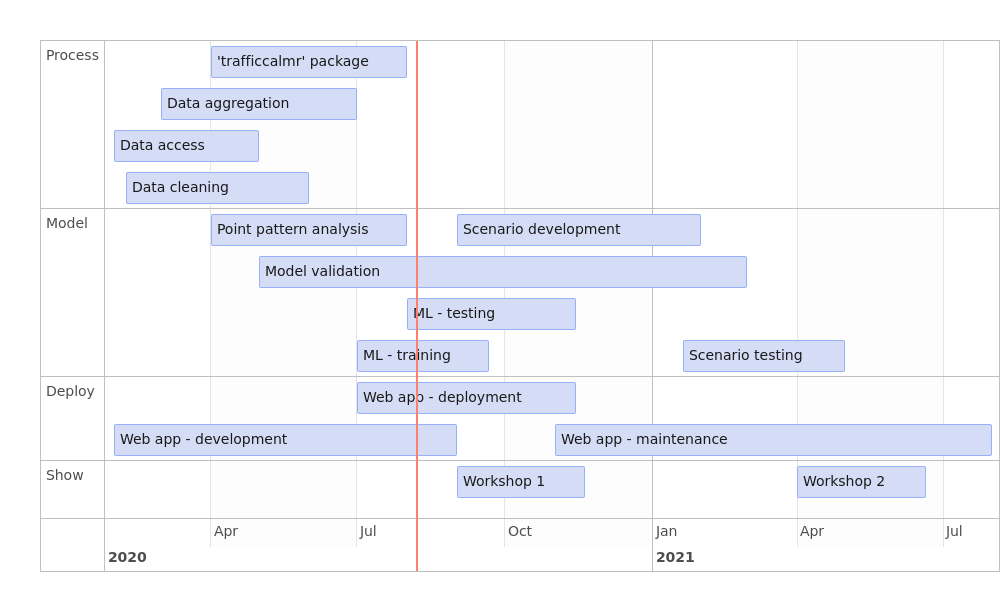 Process
'trafficcalmr' package
Data aggregation
Data access
Data cleaning
Model
Point pattern analysis
Scenario development
Model validation
ML - testing
ML - training
Scenario testing
Deploy
Web app - deployment
Web app - development
Web app - maintenance
Show
Workshop 1
Workshop 2
Apr Jul Oct Jan Apr Jul
2020 2021